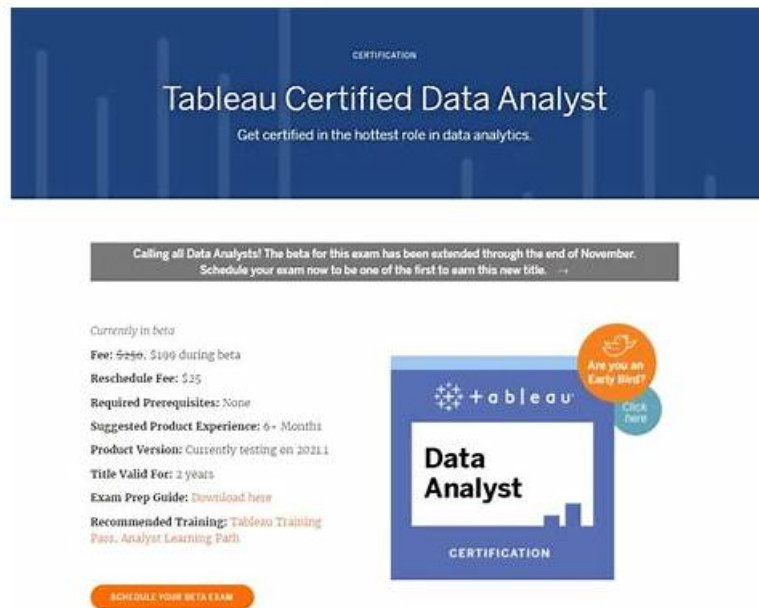 CERTIFICATION
Tableau Certified Data Analyst
Get certified in the hottest role in data analytics.
Calling all Data Analysts! The beta for this exam has been extended through the end of November.
Schedule your exam now to be one of the first to earn this new title. →
Currently in beta
Fee: $250, $199 during beta
Reschedule Fee: $25
Required Prerequisites: None
Suggested Product Experience: 6+ Months
Product Version: Currently testing on 2021.1
Title Valid For: 2 years
Exam Prep Guide: Download here
Recommended Training: Tableau Training
Pass, Analyst Learning Path
SCHEDULE YOUR BETA EXAM
Are you an
Early Bird?
Click
here
+ableau
Data
Analyst
CERTIFICATION